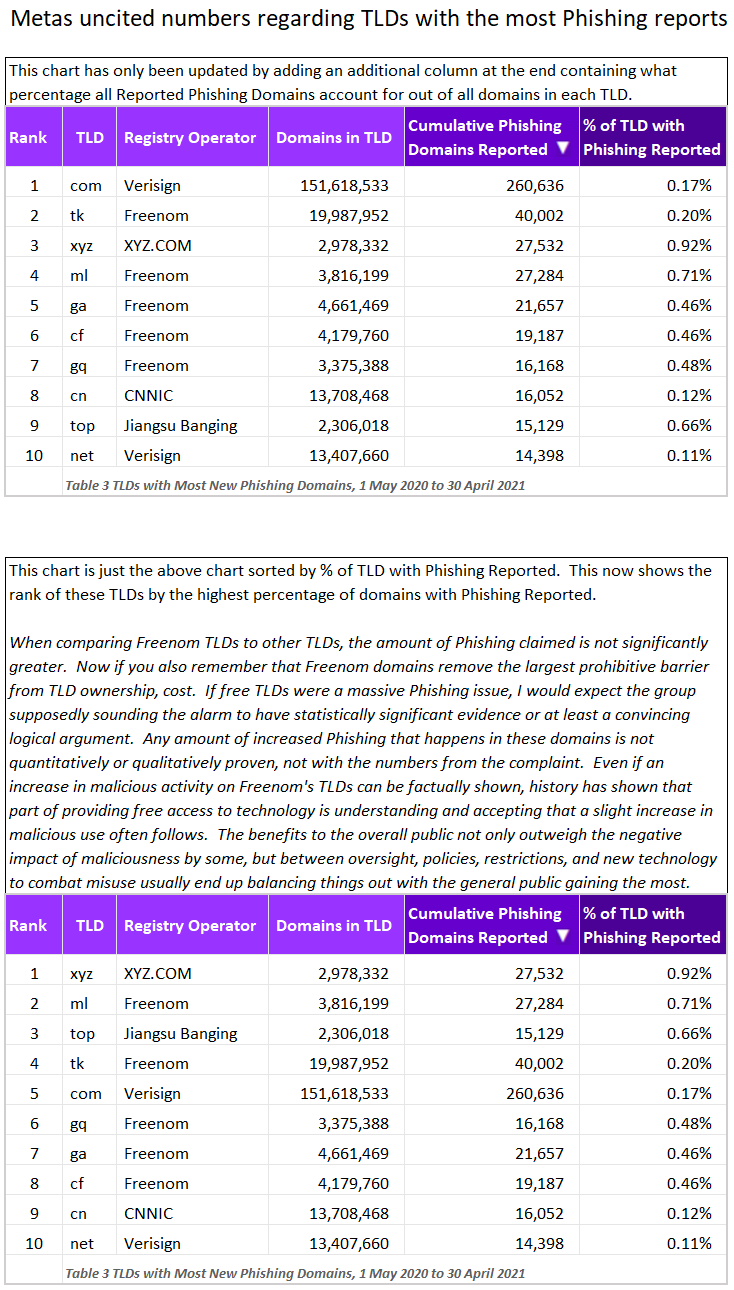 Metas uncited numbers regarding TLDs with the most Phishing reports
This chart has only been updated by adding an additional column at the end containing what
percentage all Reported Phishing Domains account for out of all domains in each TLD.
Rank TLD Registry Operator Domains in TLD Cumulative Phishing Domains Reported ▼ % of TLD with Phishing Reported
1 com Verisign 151,618,533 260,636 0.17%
2 tk Freenom 19,987,952 40,002 0.20%
3 xyz XYZ.COM 2,978,332 27,532 0.92%
4 ml Freenom 3,816,199 27,284 0.71%
5 ga Freenom 4,661,469 21,657 0.46%
6 cf Freenom 4,179,760 19,187 0.46%
7 gq Freenom 3,375,388 16,168 0.48%
8 cn CNNIC 13,708,468 16,052 0.12%
9 top Jiangsu Banging 2,306,018 15,129 0.66%
10 net Verisign 13,407,660 14,398 0.11%
Table 3 TLDs with Most New Phishing Domains, 1 May 2020 to 30 April 2021
This chart is just the above chart sorted by % of TLD with Phishing Reported.  This now shows the
rank of these TLDs by the highest percentage of domains with Phishing Reported.
When comparing Freenom TLDs to other TLDs, the amount of Phishing claimed is not significantly
greater.  Now if you also remember that Freenom domains remove the largest prohibitive barrier
from TLD ownership, cost.  If free TLDs were a massive Phishing issue, I would expect the group
supposedly sounding the alarm to have statistically significant evidence or at least a convincing
logical argument.  Any amount of increased Phishing that happens in these domains is not
quantitatively or qualitatively proven, not with the numbers from the complaint.  Even if an
increase in malicious activity on Freenom's TLDs can be factually shown, history has shown that
part of providing free access to technology is understanding and accepting that a slight increase in
malicious use often follows.  The benefits to the overall public not only outweigh the negative
impact of maliciousness by some, but between oversight, policies, restrictions, and new technology
to combat misuse usually end up balancing things out with the general public gaining the most.
Rank TLD Registry Operator Domains in TLD Cumulative Phishing Domains Reported ▼ % of TLD with Phishing Reported
1 xyz XYZ.COM 2,978,332 27,532 0.92%
2 ml Freenom 3,816,199 27,284 0.71%
3 top Jiangsu Banging 2,306,018 15,129 0.66%
4 tk Freenom 19,987,952 40,002 0.20%
5 com Verisign 151,618,533 260,636 0.17%
6 gq Freenom 3,375,388 16,168 0.48%
7 ga Freenom 4,661,469 21,657 0.46%
8 cf Freenom 4,179,760 19,187 0.46%
9 cn CNNIC 13,708,468 16,052 0.12%
10 net Verisign 13,407,660 14,398 0.11%
Table 3 TLDs with Most New Phishing Domains, 1 May 2020 to 30 April 2021